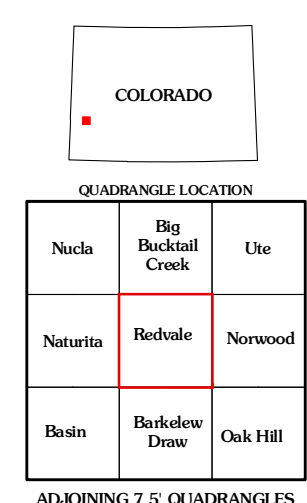 COLORADO
QUADRANGLE LOCATION
Nucla
Big
Bucktail
Creek
Ute
Naturita
Redvale
Norwood
Basin
Barkelew
Draw
Oak Hill
ADJOINING 7.5' QUADRANGLES